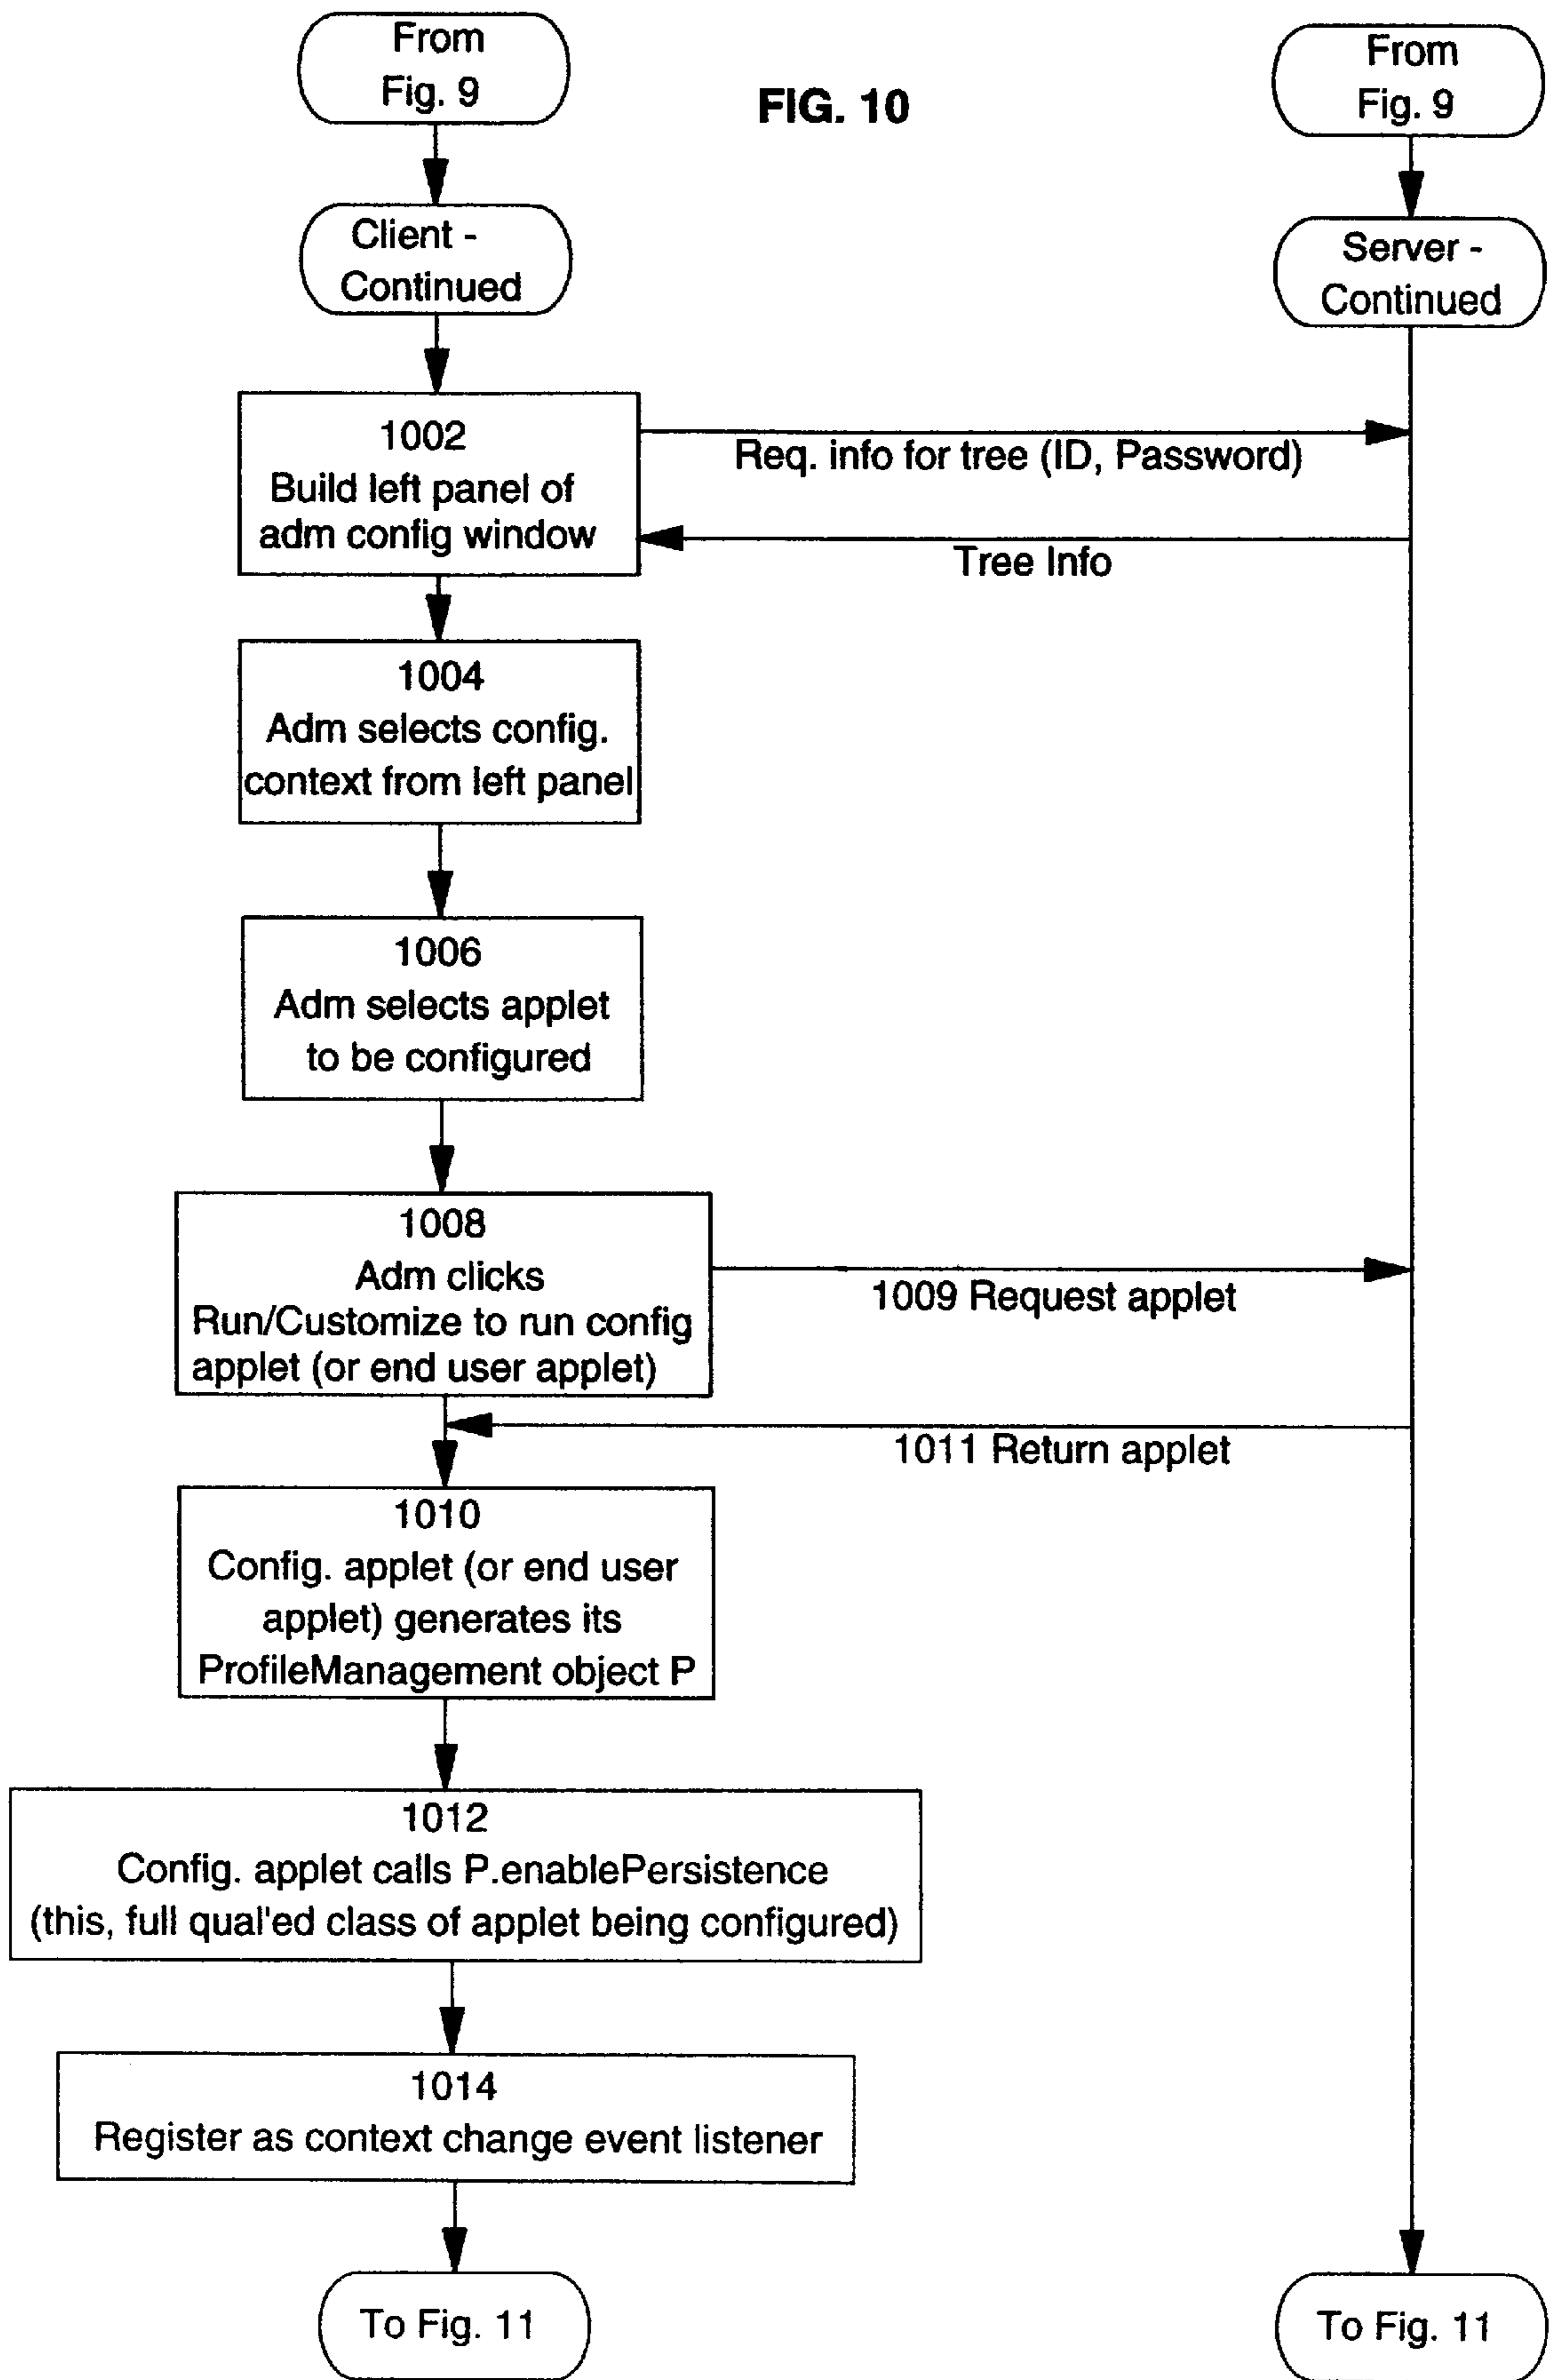 From
Fig. 9
FIG. 10
From
Fig. 9
Client -
Continued
Server -
Continued
1002
Build left panel of
adm config window
Req. info for tree (ID, Password)
Tree Info
1004
Adm selects config.
context from left panel
1006
Adm selects applet
to be configured
1008
Adm clicks
Run/Customize to run config
applet (or end user applet)
1009 Request applet
1011 Return applet
1010
Config. applet (or end user
applet) generates its
ProfileManagement object P
1012
Config. applet calls P.enablePersistence
(this, full qual'ed class of applet being configured)
1014
Register as context change event listener
To Fig. 11
To Fig. 11